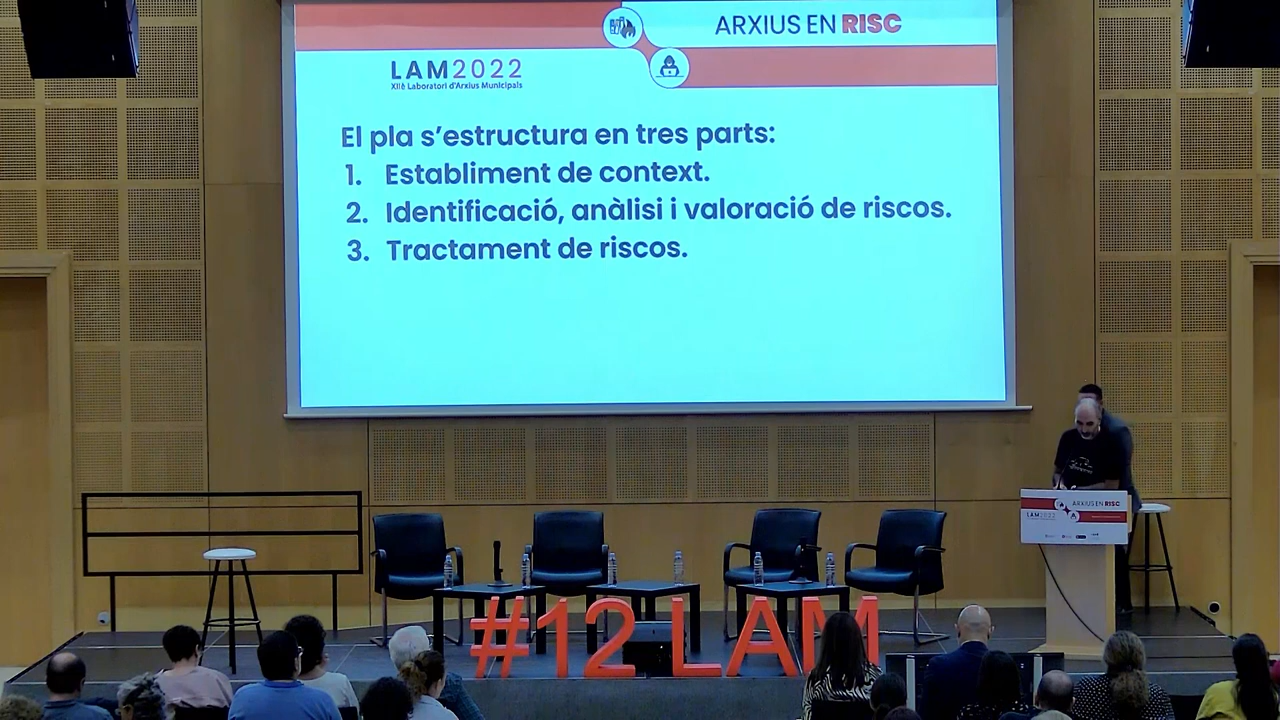 ARXIUS EN RISC
LAM2022
XIIè Laboratori d'Arxius Municipals
El pla s'estructura en tres parts:
1. Establiment de context.
2. Identificació, anàlisi i valoració de riscos.
3. Tractament de riscos.
ARXIUS EN RISC
LAM2022
#12 LAM